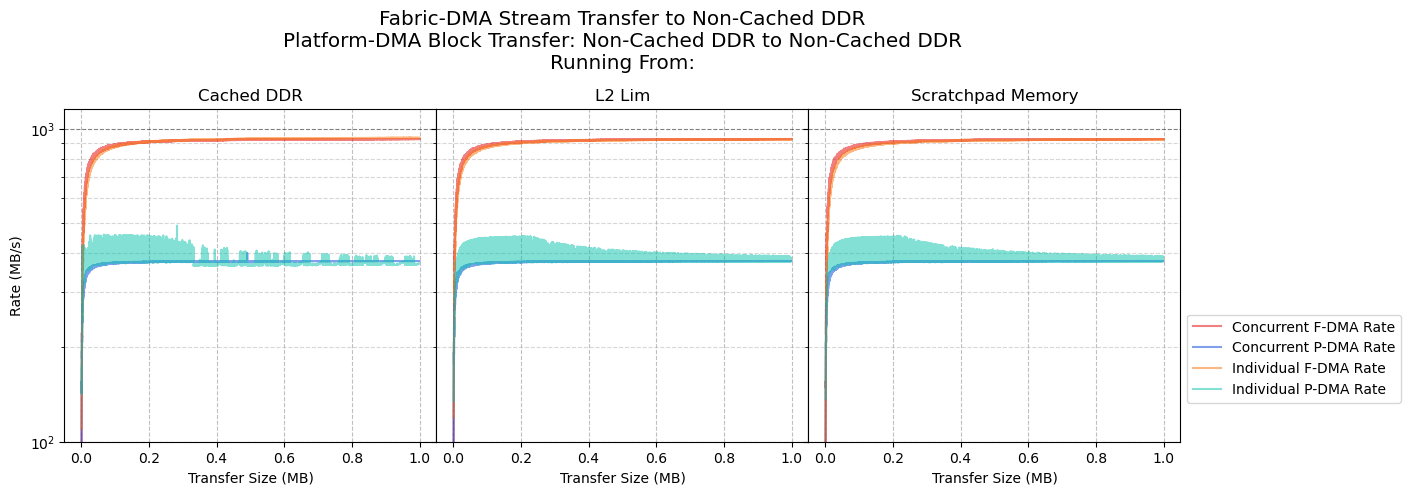 Fabric-DMA Stream Transfer to Non-Cached DDR
Platform-DMA Block Transfer: Non-Cached DDR to Non-Cached DDR
Running From:
Cached DDR
L2 Lim
Scratchpad Memory
Rate (MB/s)
10³
10²
0.0 0.2 0.4 0.6 0.8 1.0
0.0 0.2 0.4 0.6 0.8 1.0
0.0 0.2 0.4 0.6 0.8 1.0
Transfer Size (MB)
Transfer Size (MB)
Transfer Size (MB)
Concurrent F-DMA Rate
Concurrent P-DMA Rate
Individual F-DMA Rate
Individual P-DMA Rate